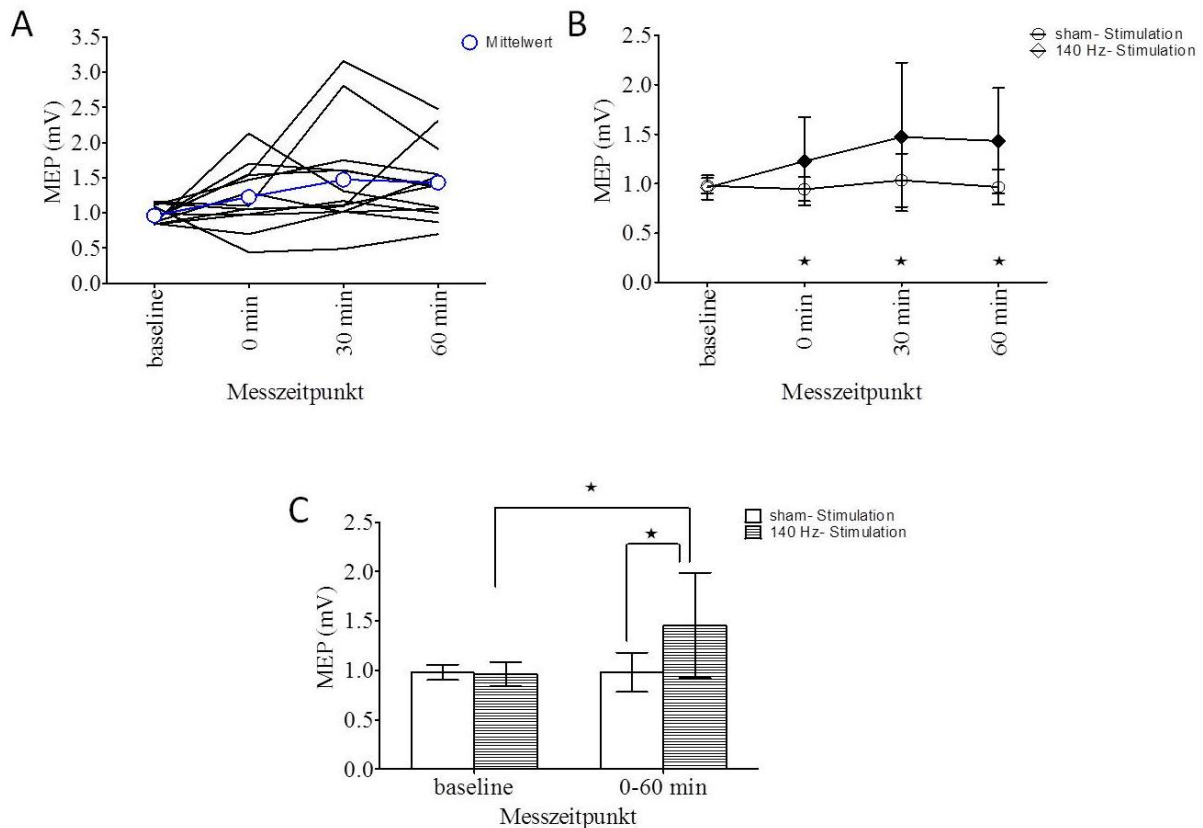 A
Mittelwert
MEP (mV)
3.5
3.0
2.5
2.0
1.5
1.0
0.5
0.0
baseline
0 min
30 min
60 min
Messzeitpunkt
B
sham- Stimulation
140 Hz- Stimulation
MEP (mV)
2.5
2.0
1.5
1.0
0.5
0.0
baseline
0 min
30 min
60 min
Messzeitpunkt
C
sham- Stimulation
140 Hz- Stimulation
MEP (mV)
2.5
2.0
1.5
1.0
0.5
0.0
baseline
0-60 min
Messzeitpunkt